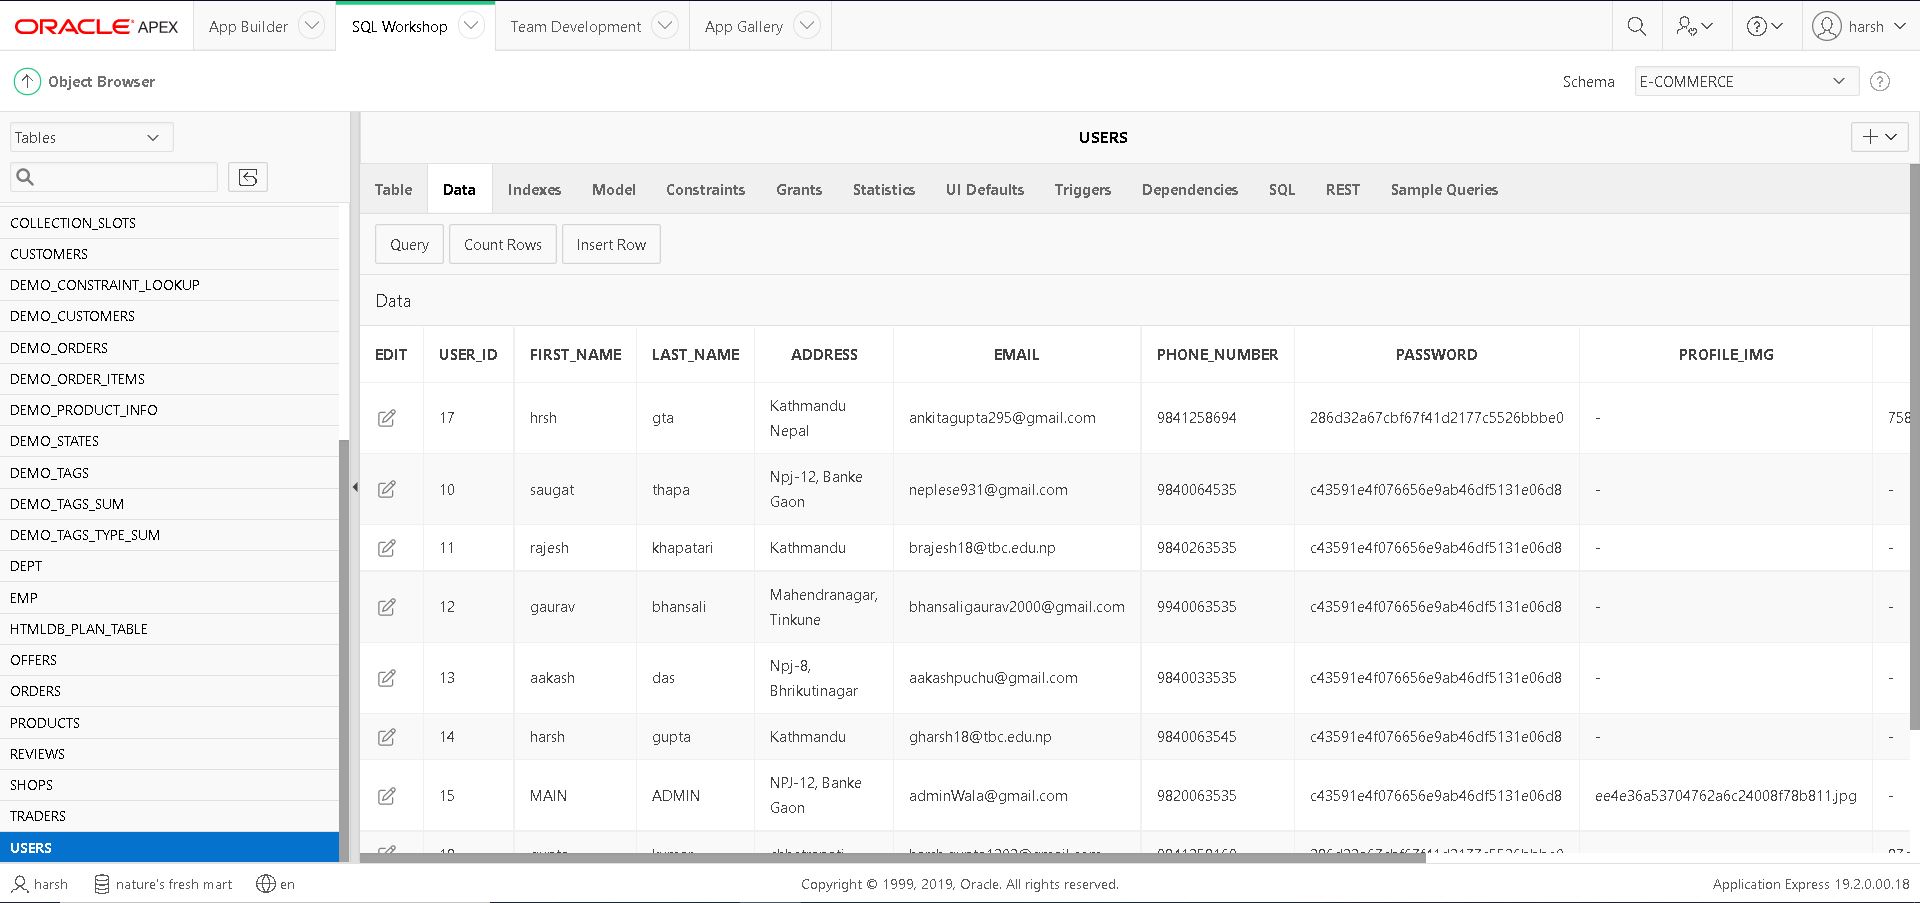 ORACLE APEX App Builder SQL Workshop Team Development App Gallery harsh
Object Browser Schema E-COMMERCE
Tables
USERS
Table Data Indexes Model Constraints Grants Statistics UI Defaults Triggers Dependencies SQL REST Sample Queries
Query Count Rows Insert Row
Data
COLLECTION_SLOTS
CUSTOMERS
DEMO_CONSTRAINT_LOOKUP
DEMO_CUSTOMERS
DEMO_ORDERS
DEMO_ORDER_ITEMS
DEMO_PRODUCT_INFO
DEMO_STATES
DEMO_TAGS
DEMO_TAGS_SUM
DEMO_TAGS_TYPE_SUM
DEPT
EMP
HTMLDB_PLAN_TABLE
OFFERS
ORDERS
PRODUCTS
REVIEWS
SHOPS
TRADERS
USERS
EDIT USER_ID FIRST_NAME LAST_NAME ADDRESS EMAIL PHONE_NUMBER PASSWORD PROFILE_IMG
17 hrsh gta Kathmandu Nepal ankitagupta295@gmail.com 9841258694 286d32a67cbf67f41d2177c5526bbbe0 - 758
10 saugat thapa Npj-12, Banke Gaon neplese931@gmail.com 9840064535 c43591e4f076656e9ab46df5131e06d8 - -
11 rajesh khapatari Kathmandu brajesh18@tbc.edu.np 9840263535 c43591e4f076656e9ab46df5131e06d8 - -
12 gaurav bhansali Mahendranagar, Tinkune bhansaligaurav2000@gmail.com 9940063535 c43591e4f076656e9ab46df5131e06d8 - -
13 aakash das Npj-8, Bhrikutinagar aakashpuchu@gmail.com 9840033535 c43591e4f076656e9ab46df5131e06d8 - -
14 harsh gupta Kathmandu gharsh18@tbc.edu.np 9840063545 c43591e4f076656e9ab46df5131e06d8 - -
15 MAIN ADMIN NPJ-12, Banke Gaon adminWala@gmail.com 9820063535 c43591e4f076656e9ab46df5131e06d8 ee4e36a53704762a6c24008f78b811.jpg -
harsh nature's fresh mart en Copyright © 1999, 2019, Oracle. All rights reserved. Application Express 19.2.0.00.18